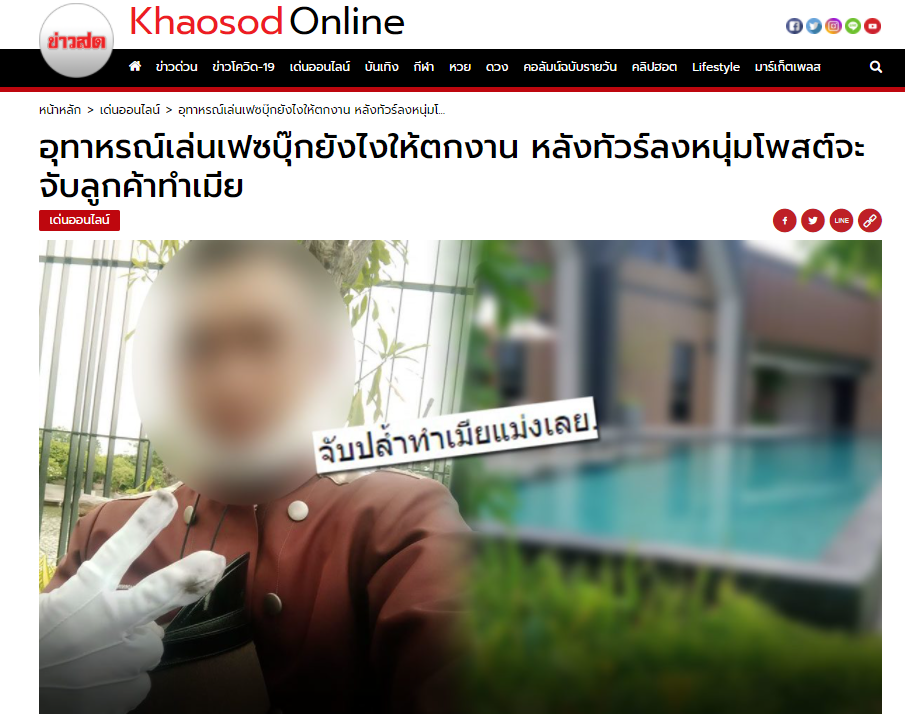 ข่าวสด
Khaosod Online
ข่าวด่วน ข่าวโควิด-19 เด่นออนไลน์ บันเทิง กีฬา หวย ดวง คอลัมน์ฉบับรายวัน คลิปฮอต Lifestyle มาร์เก็ตเพลส
หน้าหลัก > เด่นออนไลน์ > อุทาหรณ์เล่นเฟซบุ๊กยังไงให้ตกงาน หลังทัวร์ลงหนุ่มโ...
อุทาหรณ์เล่นเฟซบุ๊กยังไงให้ตกงาน หลังทัวร์ลงหนุ่มโพสต์จะ
จับลูกค้าทำเมีย
เด่นออนไลน์
LINE
จับปล้ำทำเมียแม่งเลย.